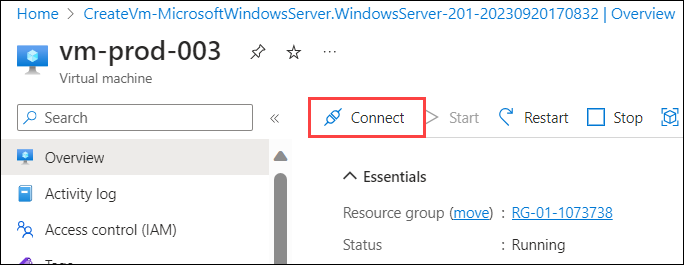 Home > CreateVm-MicrosoftWindowsServer.WindowsServer-201-20230920170832 | Overview >
vm-prod-003
Virtual machine
Search
Connect Start Restart Stop
Overview
Activity log
Access control (IAM)
Tags
Essentials
Resource group (move) : RG-01-1073738
Status : Running